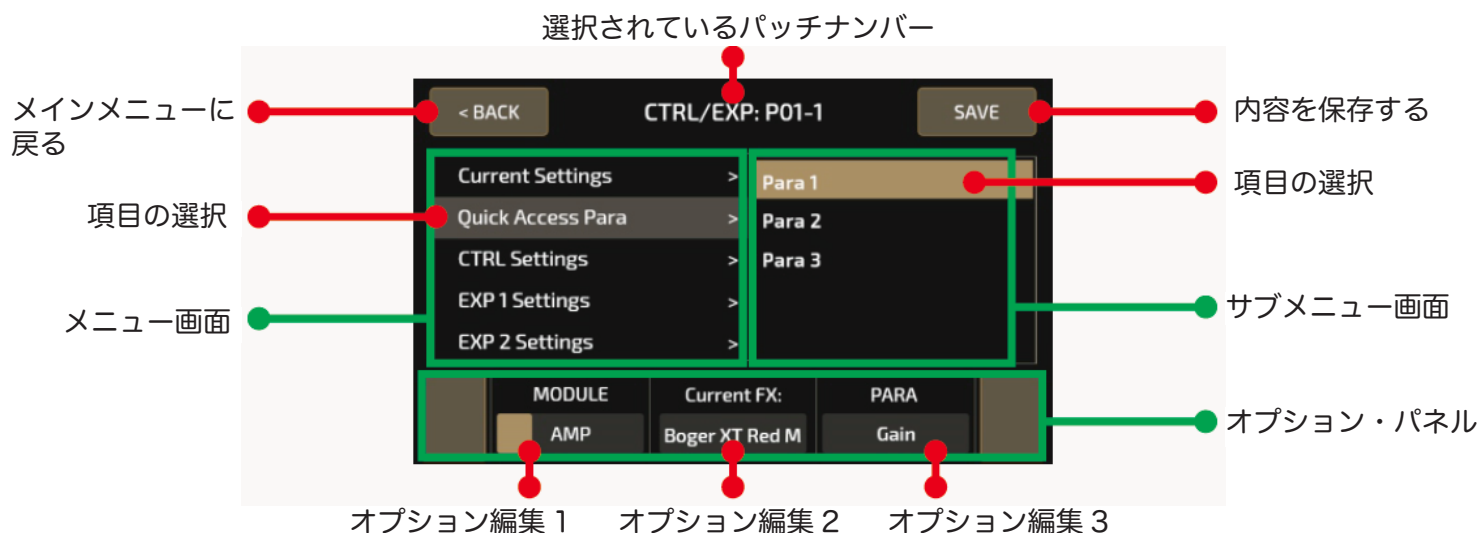 選択されているパッチナンバー
メインメニューに
戻る
< BACK
CTRL/EXP: P01-1
SAVE
内容を保存する
Current Settings >
Para 1
項目の選択
項目の選択
Quick Access Para >
Para 2
CTRL Settings >
Para 3
EXP 1 Settings >
メニュー画面
サブメニュー画面
EXP 2 Settings >
MODULE
Current FX:
PARA
AMP
Boger XT Red M
Gain
オプション・パネル
オプション編集 1
オプション編集 2
オプション編集 3